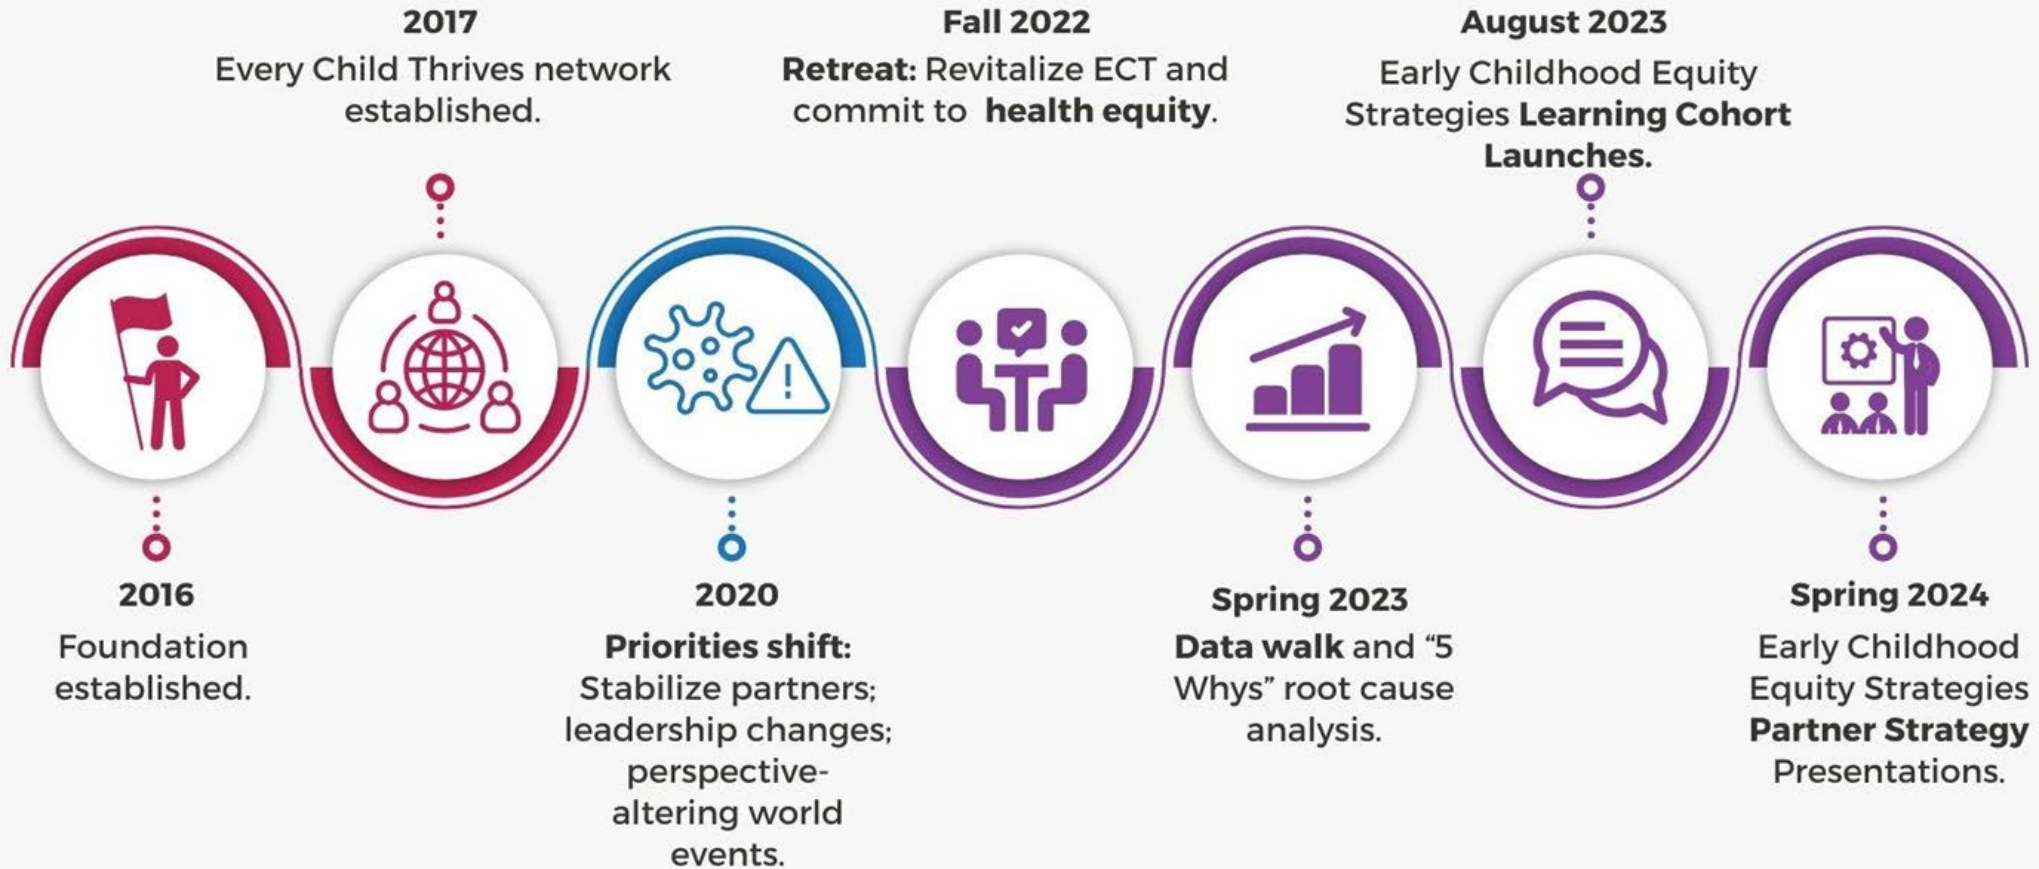 2016
Foundation
established.
2017
Every Child Thrives network
established.
2020
Priorities shift:
Stabilize partners;
leadership changes;
perspective-
altering world
events.
Fall 2022
Retreat: Revitalize ECT and
commit to health equity.
Spring 2023
Data walk and “5
Whys” root cause
analysis.
August 2023
Early Childhood Equity
Strategies Learning Cohort
Launches.
Spring 2024
Early Childhood
Equity Strategies
Partner Strategy
Presentations.